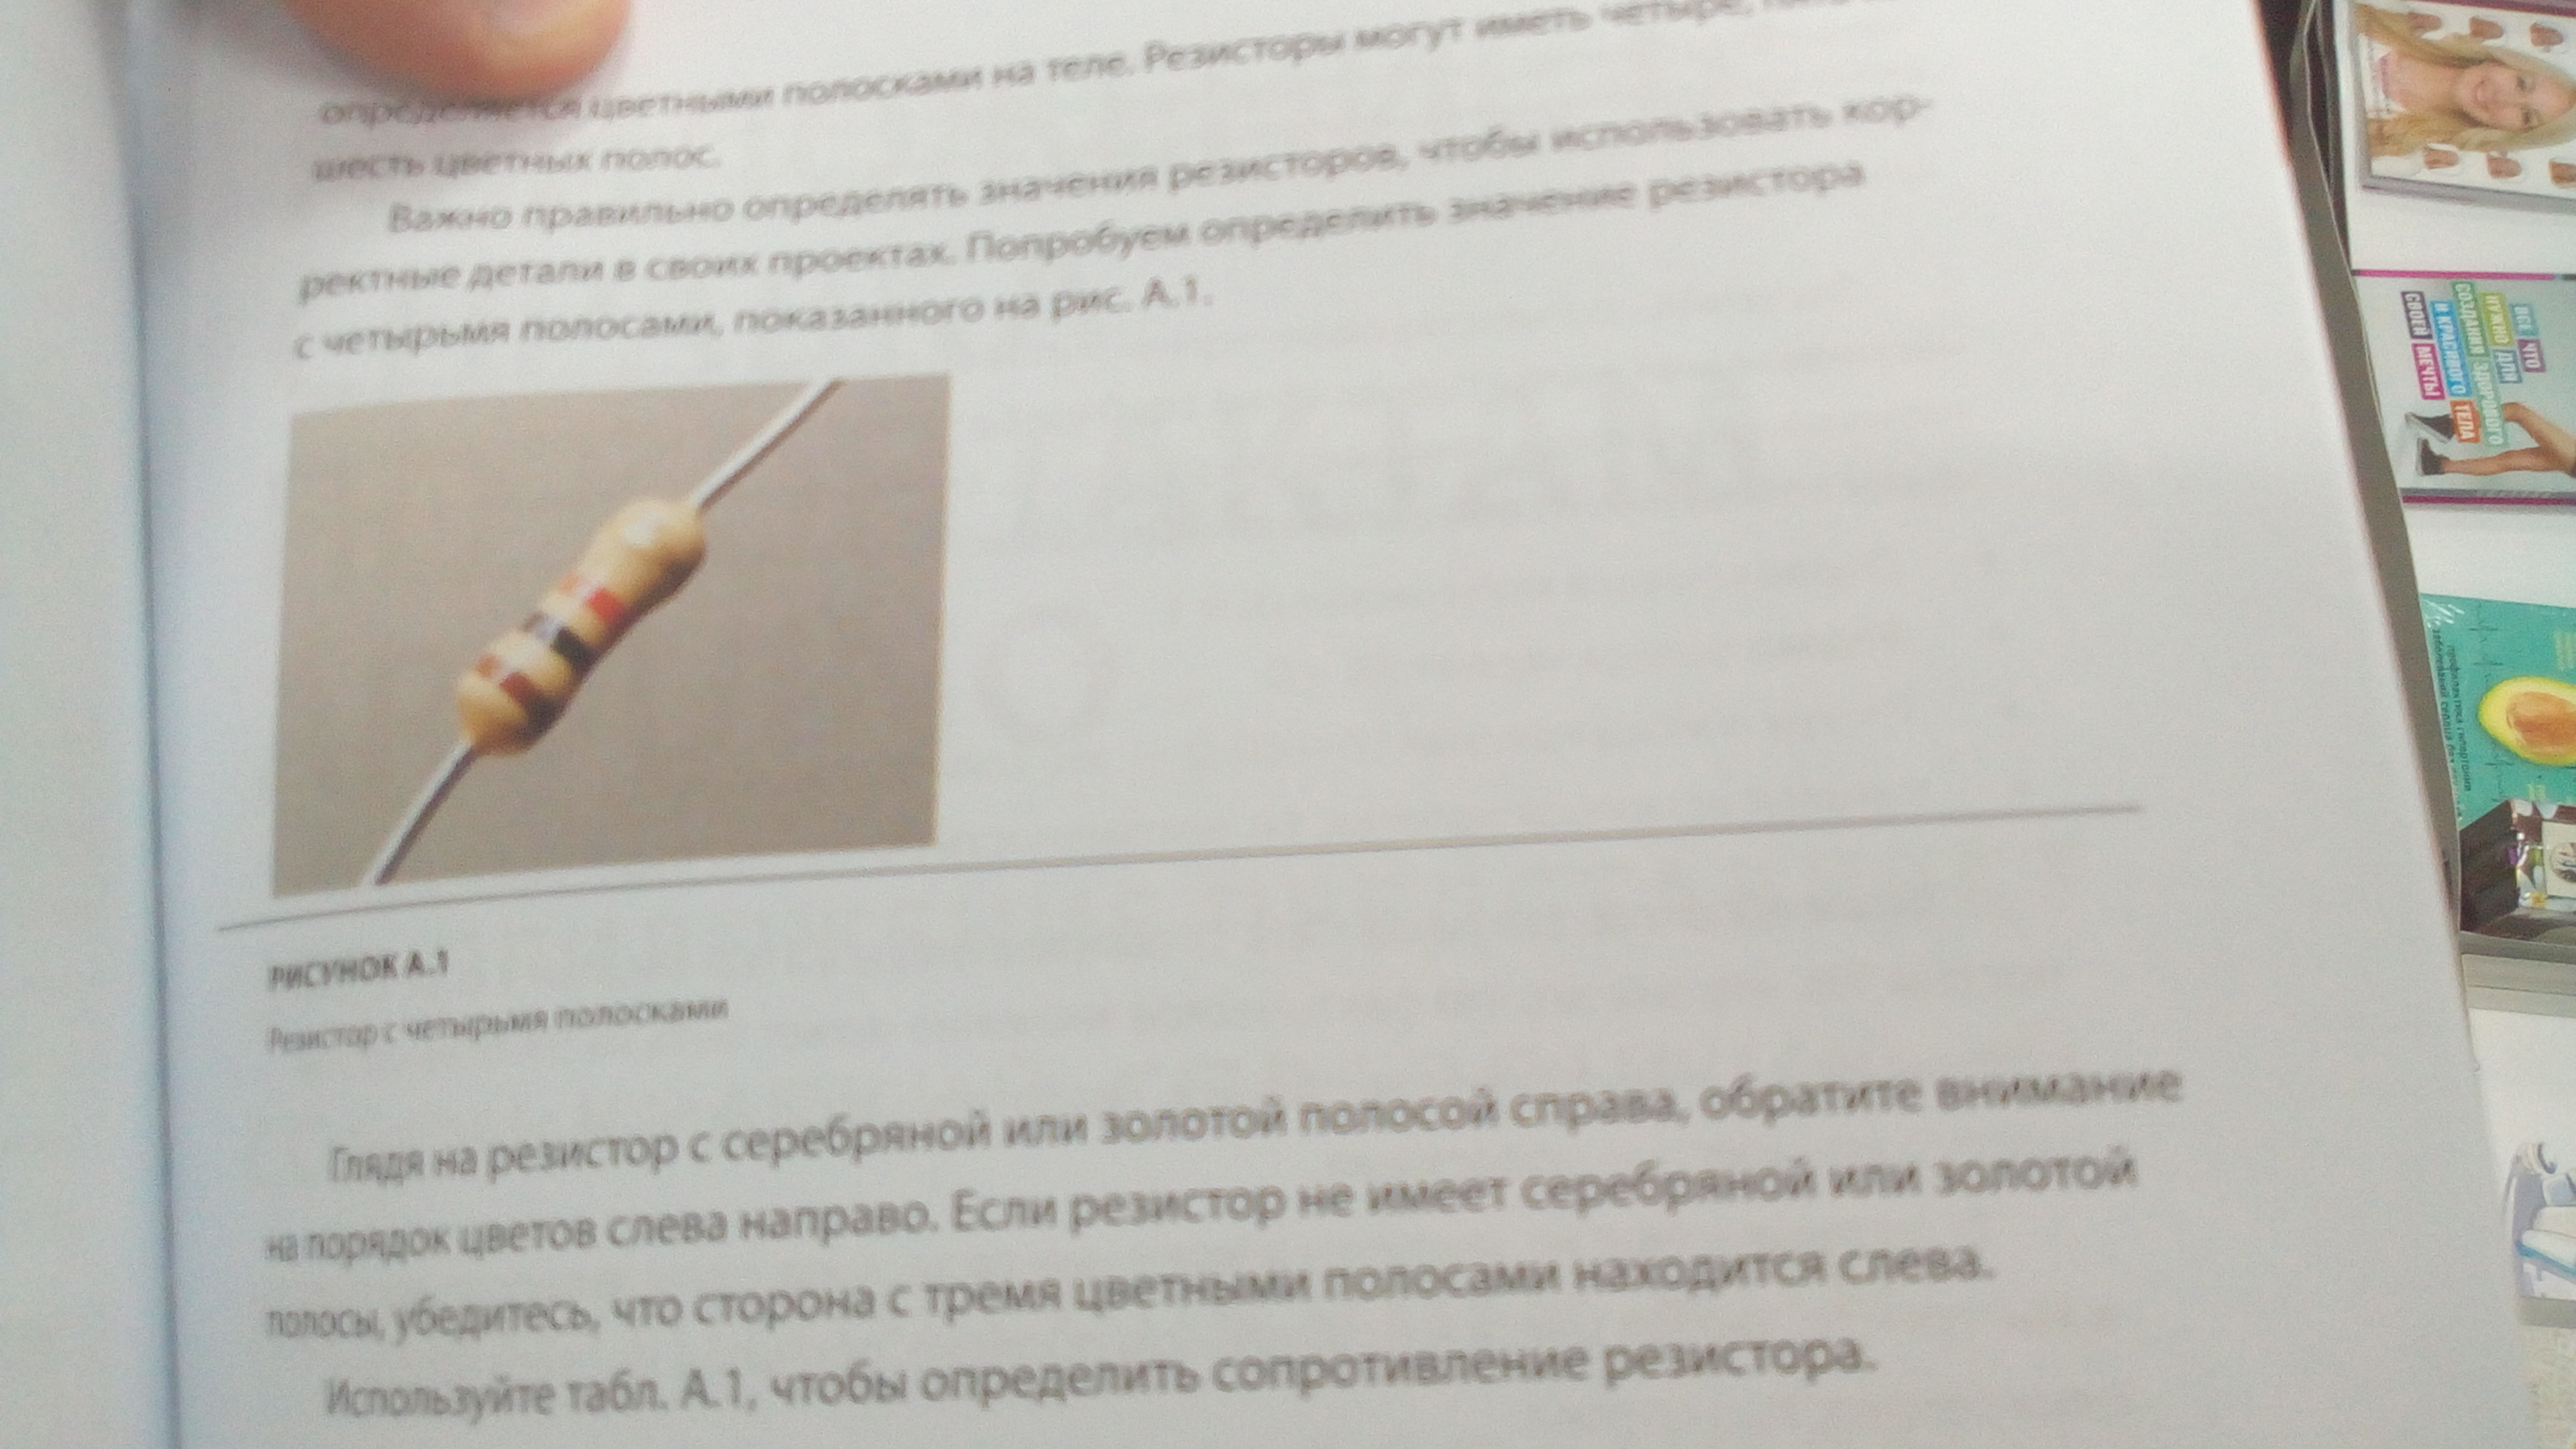 определяется цветными полосками на теле. Резисторы могут иметь четыре,
шесть цветных полос.
Важно правильно определять значения резисторов, чтобы использовать кор-
ректные детали в своих проектах. Попробуем определить значение резистора
с четырьмя полосами, показанного на рис. А.1.
РИСУНОК А.1
Резистор с четырьмя полосками
Глядя на резистор с серебряной или золотой полосой справа, обратите внимание
на порядок цветов слева направо. Если резистор не имеет серебряной или золотой
полосы, убедитесь, что сторона с тремя цветными полосами находится слева.
Используйте табл. А.1, чтобы определить сопротивление резистора.
ВСЕ ЧТО
НУЖНО ДЛЯ
СОЗДАНИЯ ЗДОРОВОГО
И КРАСИВОГО ТЕЛА
СВОЕЙ МЕЧТЫ